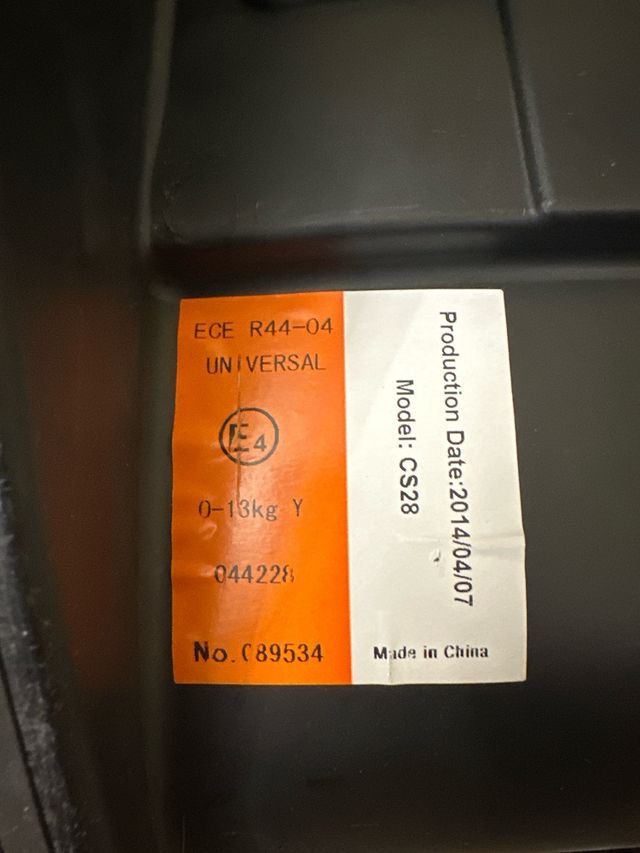 ECE R44-04
UNIVERSAL
E4
0-13kg Y
044228
No. 089534
Production Date:2014/04/07
Model: CS28
Made in China